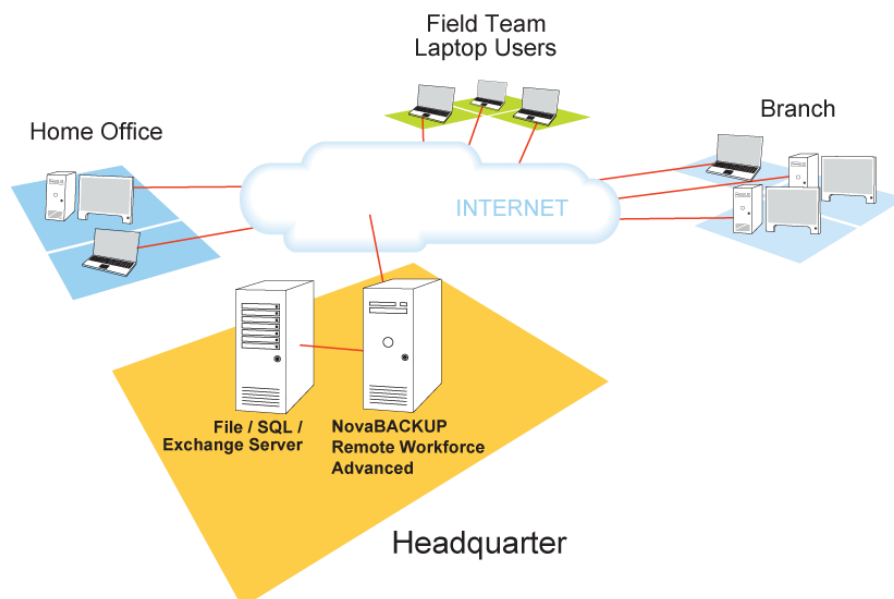 Field Team
Laptop Users
Home Office
Branch
INTERNET
File / SQL /
Exchange Server
NovaBACKUP
Remote Workforce
Advanced
Headquarter